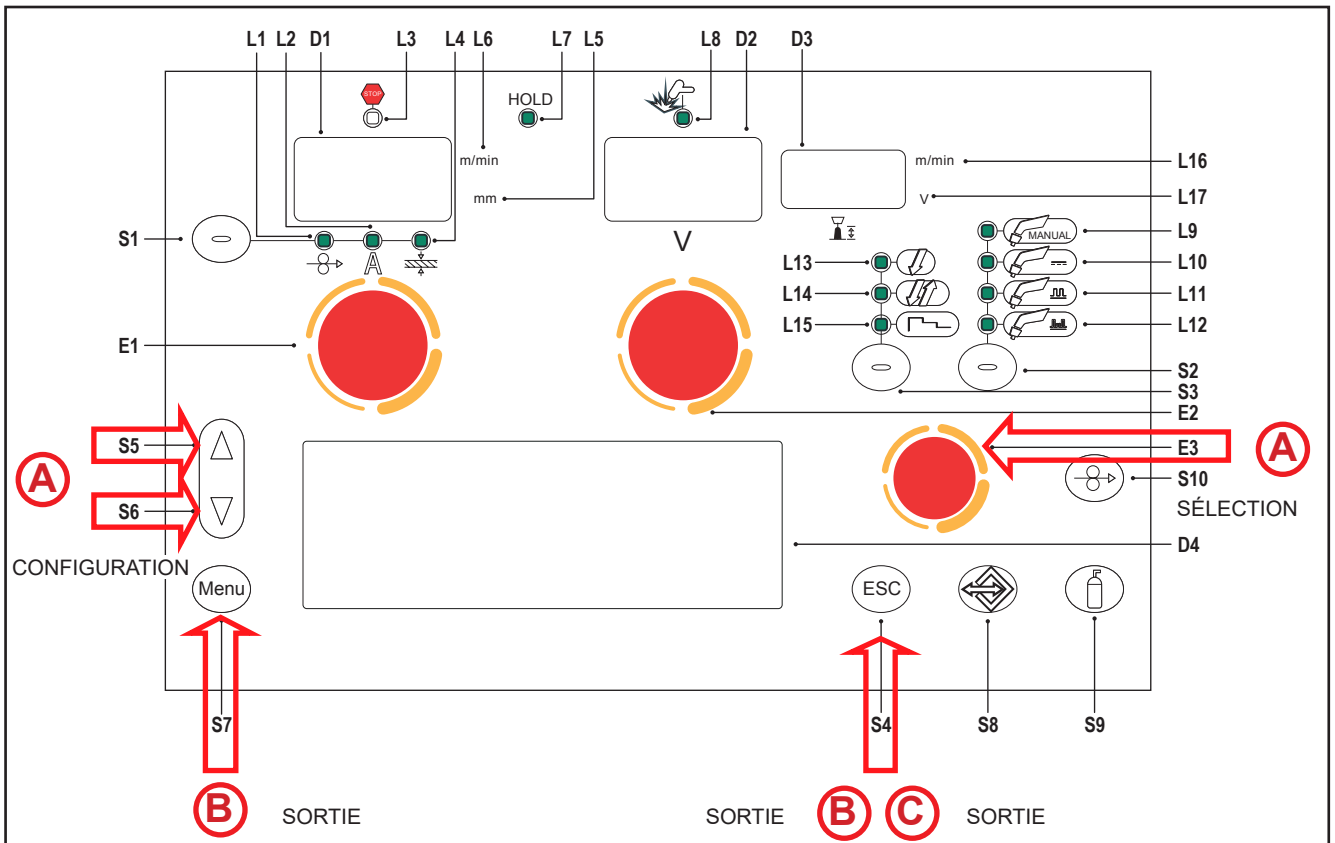 L1 L2 D1 L3 L4 L6 L7 L5 L8 D2 D3
STOP
HOLD
m/min
m/min
L16
mm
V
L17
S1
V
MANUAL
L9
A
L13
L10
L14
L11
L15
L12
E1
S2
S3
E2
S5
E3
A
A
S10
S6
SÉLECTION
D4
CONFIGURATION
Menu
ESC
S7
S4
S8
S9
B
SORTIE
SORTIE
B
C
SORTIE